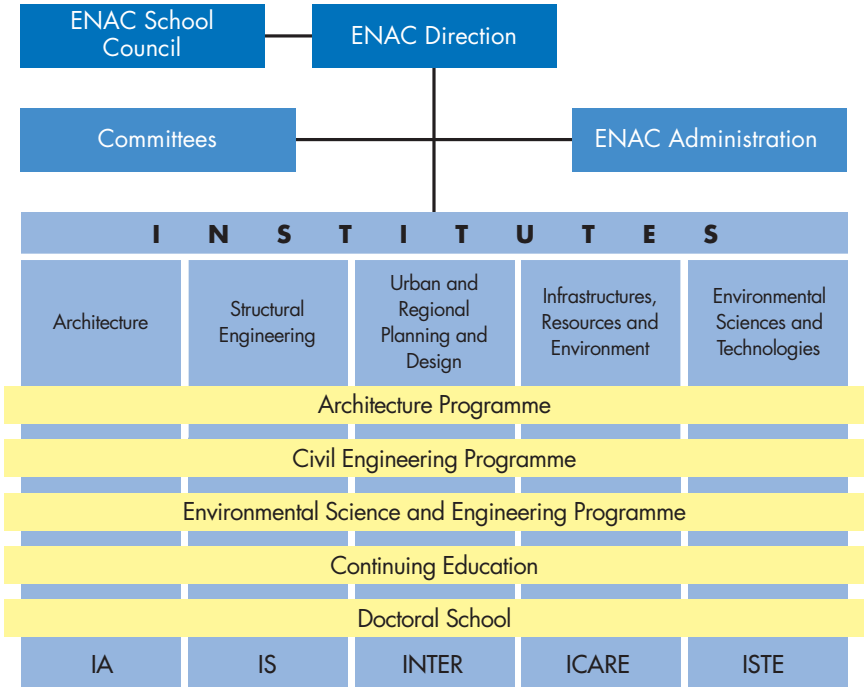 ENAC School
Council
ENAC Direction
Committees
ENAC Administration
INSTITUTES
Architecture
Structural
Engineering
Urban and
Regional
Planning and
Design
Infrastructures,
Resources and
Environment
Environmental
Sciences and
Technologies
Architecture Programme
Civil Engineering Programme
Environmental Science and Engineering Programme
Continuing Education
Doctoral School
IA
IS
INTER
ICARE
ISTE